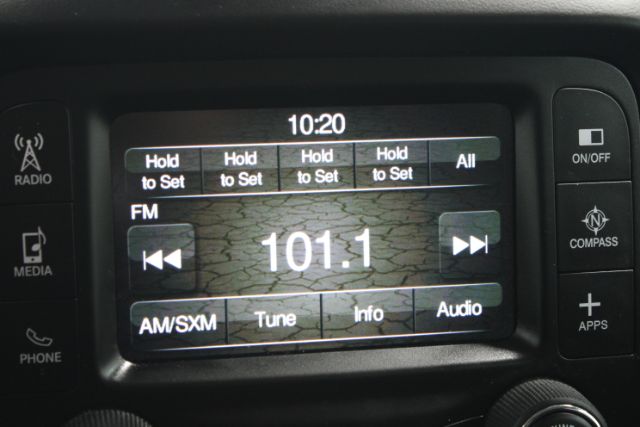 10:20
Hold to Set
Hold to Set
Hold to Set
Hold to Set
All
FM
101.1
AM/SXM
Tune
Info
Audio
RADIO
MEDIA
PHONE
ON/OFF
N
COMPASS
APPS